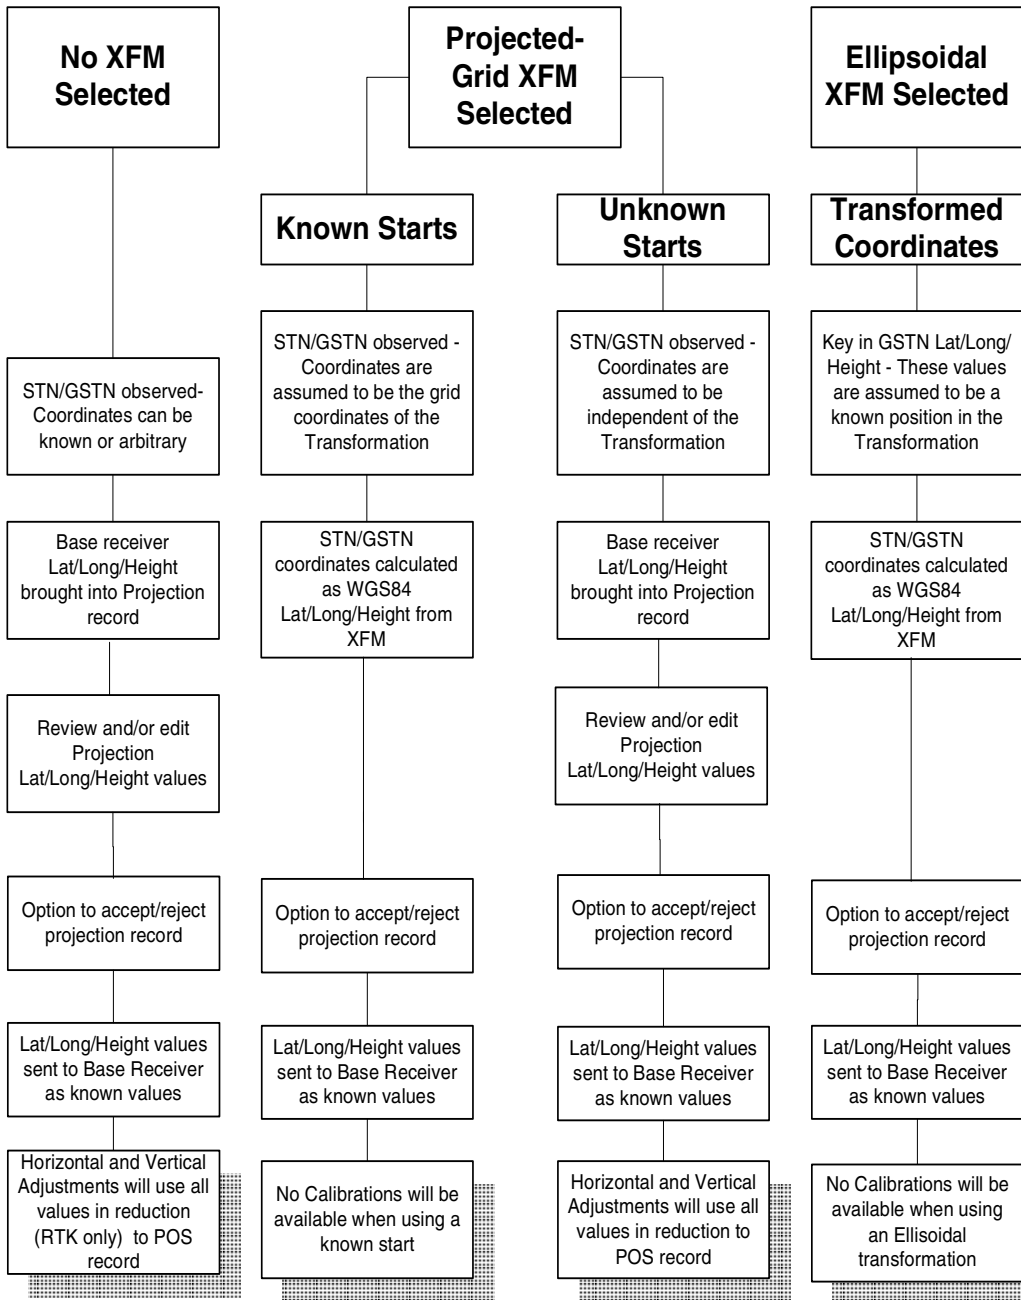 No XFM
Selected
Projected-
Grid XFM
Selected
Ellipsoidal
XFM Selected
Known Starts
Unknown
Starts
Transformed
Coordinates
STN/GSTN observed-
Coordinates can be
known or arbitrary
STN/GSTN observed -
Coordinates are
assumed to be the grid
coordinates of the
Transformation
STN/GSTN observed -
Coordinates are
assumed to be
independent of the
Transformation
Key in GSTN Lat/Long/
Height - These values
are assumed to be a
known position in the
Transformation
Base receiver
Lat/Long/Height
brought into Projection
record
STN/GSTN
coordinates calculated
as WGS84
Lat/Long/Height from
XFM
Base receiver
Lat/Long/Height
brought into Projection
record
STN/GSTN
coordinates calculated
as WGS84
Lat/Long/Height from
XFM
Review and/or edit
Projection
Lat/Long/Height values
Review and/or edit
Projection
Lat/Long/Height values
Option to accept/reject
projection record
Option to accept/reject
projection record
Option to accept/reject
projection record
Option to accept/reject
projection record
Lat/Long/Height values
sent to Base Receiver
as known values
Lat/Long/Height values
sent to Base Receiver
as known values
Lat/Long/Height values
sent to Base Receiver
as known values
Lat/Long/Height values
sent to Base Receiver
as known values
Horizontal and Vertical
Adjustments will use all
values in reduction
(RTK only)  to POS
record
No Calibrations will be
available when using a
known start
Horizontal and Vertical
Adjustments will use all
values in reduction to
POS record
No Calibrations will be
available when using
an Ellisoidal
transformation